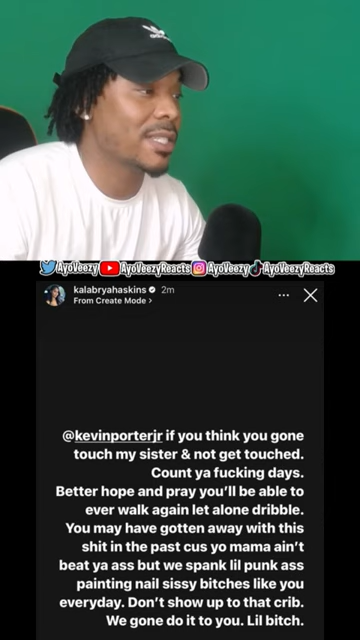 AyoVeezy AyoVeezyReacts AyoVeezyReacts AyoVeezyReacts
kalabryahaskins 2m
From Create Mode >
@kevinporterjr if you think you gone
touch my sister & not get touched.
Count ya fucking days.
Better hope and pray you'll be able to
ever walk again let alone dribble.
You may have gotten away with this
shit in the past cus yo mama ain't
beat ya ass but we spank lil punk ass
painting nail sissy bitches like you
everyday. Don't show up to that crib.
We gone do it to you. Lil bitch.